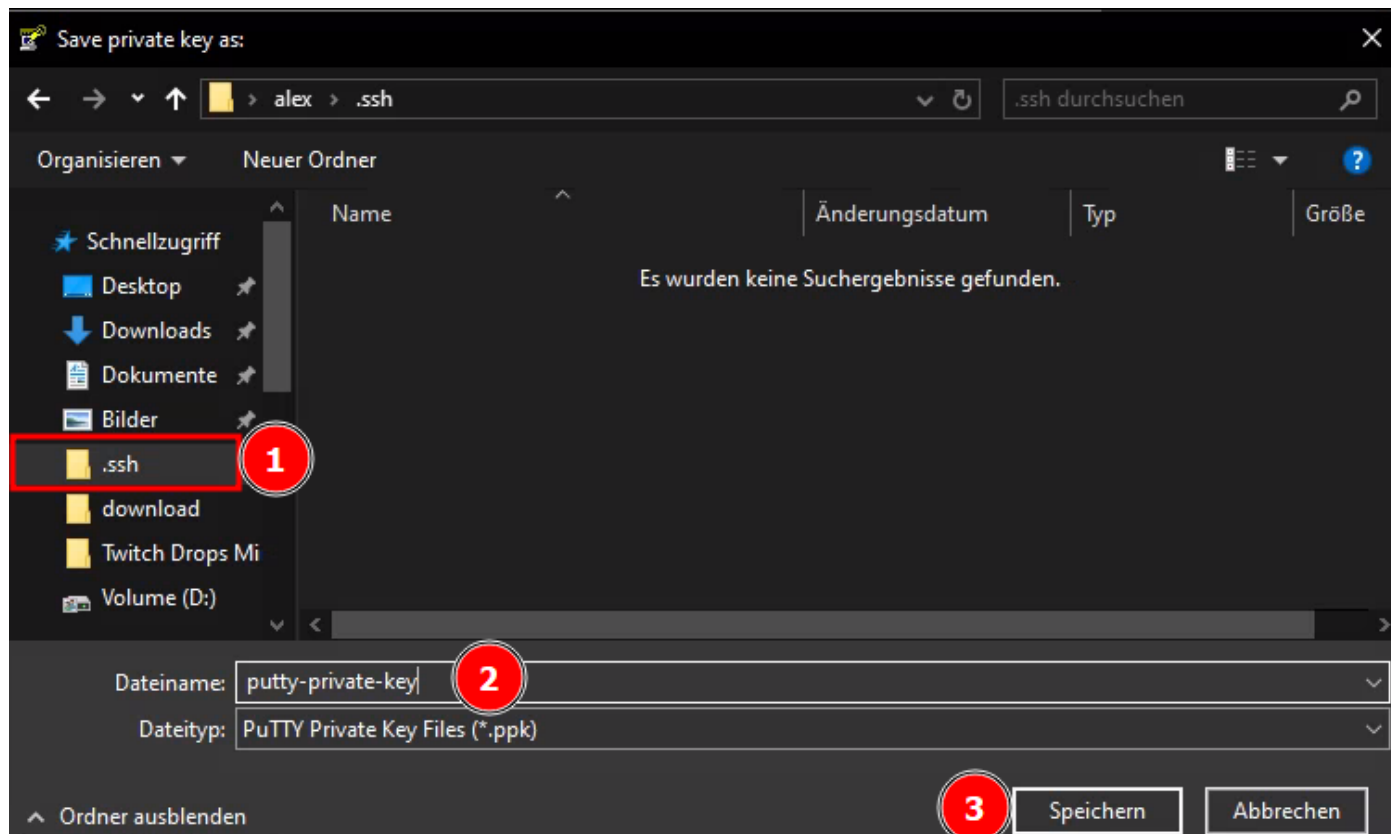 Save private key as:
alex > .ssh
.ssh durchsuchen
Organisieren
Neuer Ordner
?
Name
Änderungsdatum
Typ
Größe
Es wurden keine Suchergebnisse gefunden.
Schnellzugriff
Desktop
Downloads
Dokumente
Bilder
.ssh
1
download
Twitch Drops Mi
Volume (D:)
Dateiname: putty-private-key
2
Dateityp: PuTTY Private Key Files (*.ppk)
Ordner ausblenden
3
Speichern
Abbrechen